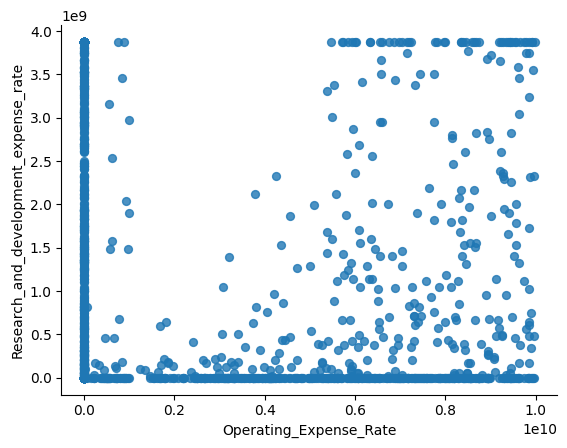 1e9
4.0
3.5
3.0
2.5
2.0
1.5
1.0
0.5
0.0
Research_and_development_expense_rate
0.0 0.2 0.4 0.6 0.8 1.0
1e10
Operating_Expense_Rate